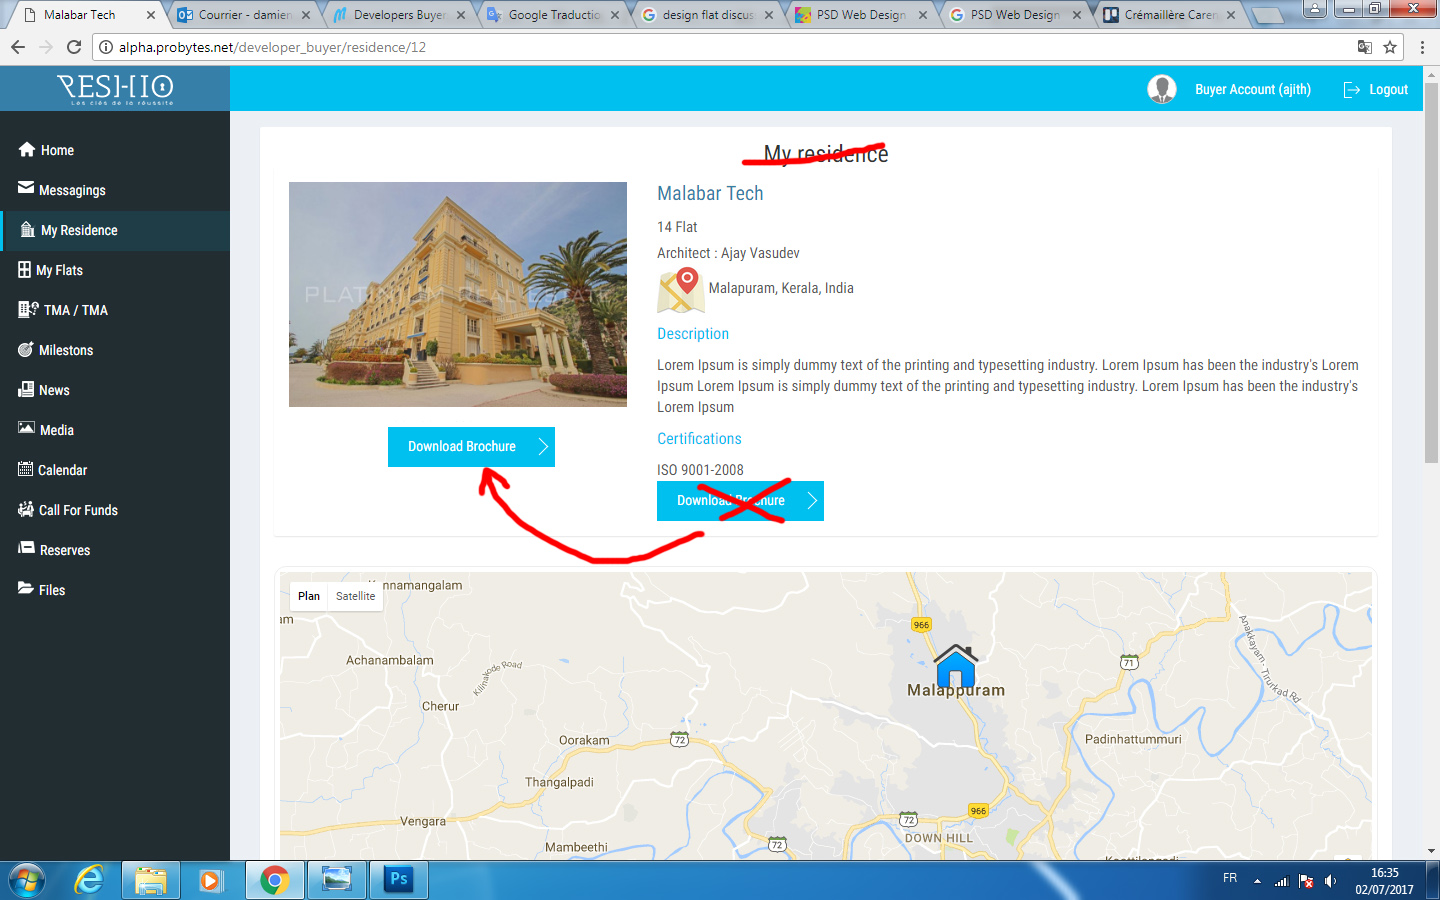 Malabar Tech
Courrier - damien
Developers Buyer
Google Traduction
design flat discus
PSD Web Design
PSD Web Design
Crémaillère Caren
alpha.probytes.net/developer_buyer/residence/12
RESHIO
Les clés de la réussite
Buyer Account (ajith)
Logout
Home
Messagings
My Residence
My Flats
TMA / TMA
Milestons
News
Media
Calendar
Call For Funds
Reserves
Files
My residence
PLATINIUM REAL ESTATE
Download Brochure
Malabar Tech
14 Flat
Architect : Ajay Vasudev
Malapuram, Kerala, India
Description
Lorem Ipsum is simply dummy text of the printing and typesetting industry. Lorem Ipsum has been the industry's Lorem
Ipsum Lorem Ipsum is simply dummy text of the printing and typesetting industry. Lorem Ipsum has been the industry's
Lorem Ipsum
Certifications
ISO 9001-2008
Download Brochure
Plan
Satellite
nnamangalam
am
966
Achanambalam
Kilinakode Road
71
Anakkayam - Tirurkad Rd
Malappuram
Cherur
Oorakam
72
Padinhattummuri
Thangalpadi
966
Vengara
72
DOWN HILL
Mambeethi
72
Koottilangadi
Ps
FR
16:35
02/07/2017